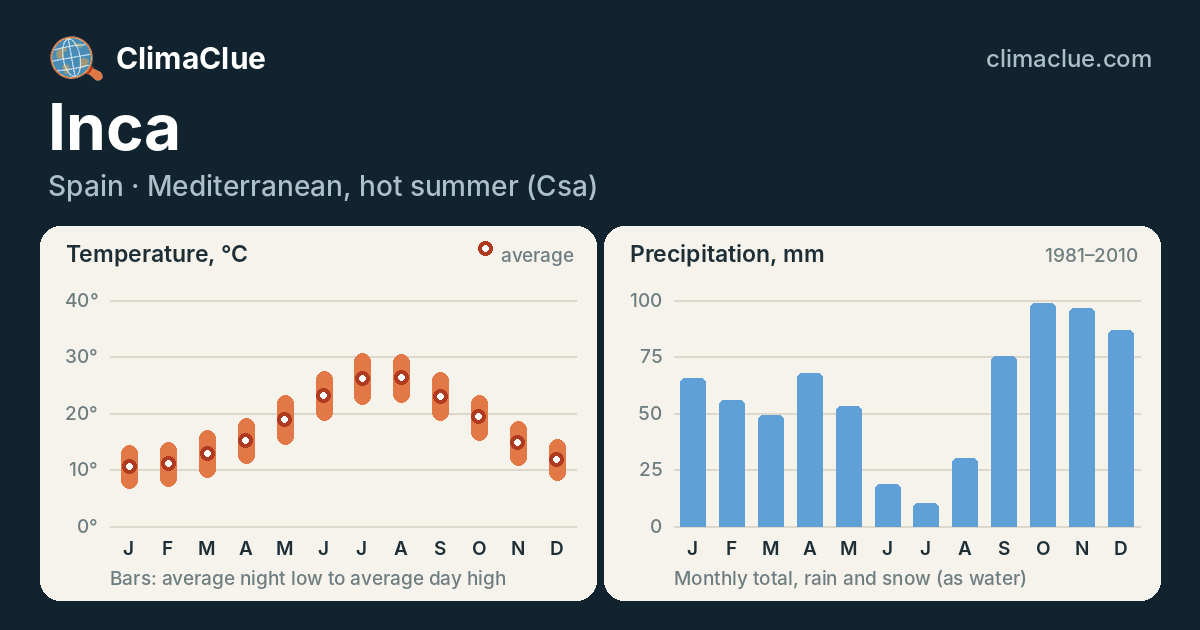 ClimaClue
climaclue.com
Inca
Spain · Mediterranean, hot summer (Csa)
Temperature, °C
average
40°
30°
20°
10°
0°
J F M A M J J A S O N D
Bars: average night low to average day high
Precipitation, mm
1981–2010
100
75
50
25
0
J F M A M J J A S O N D
Monthly total, rain and snow (as water)